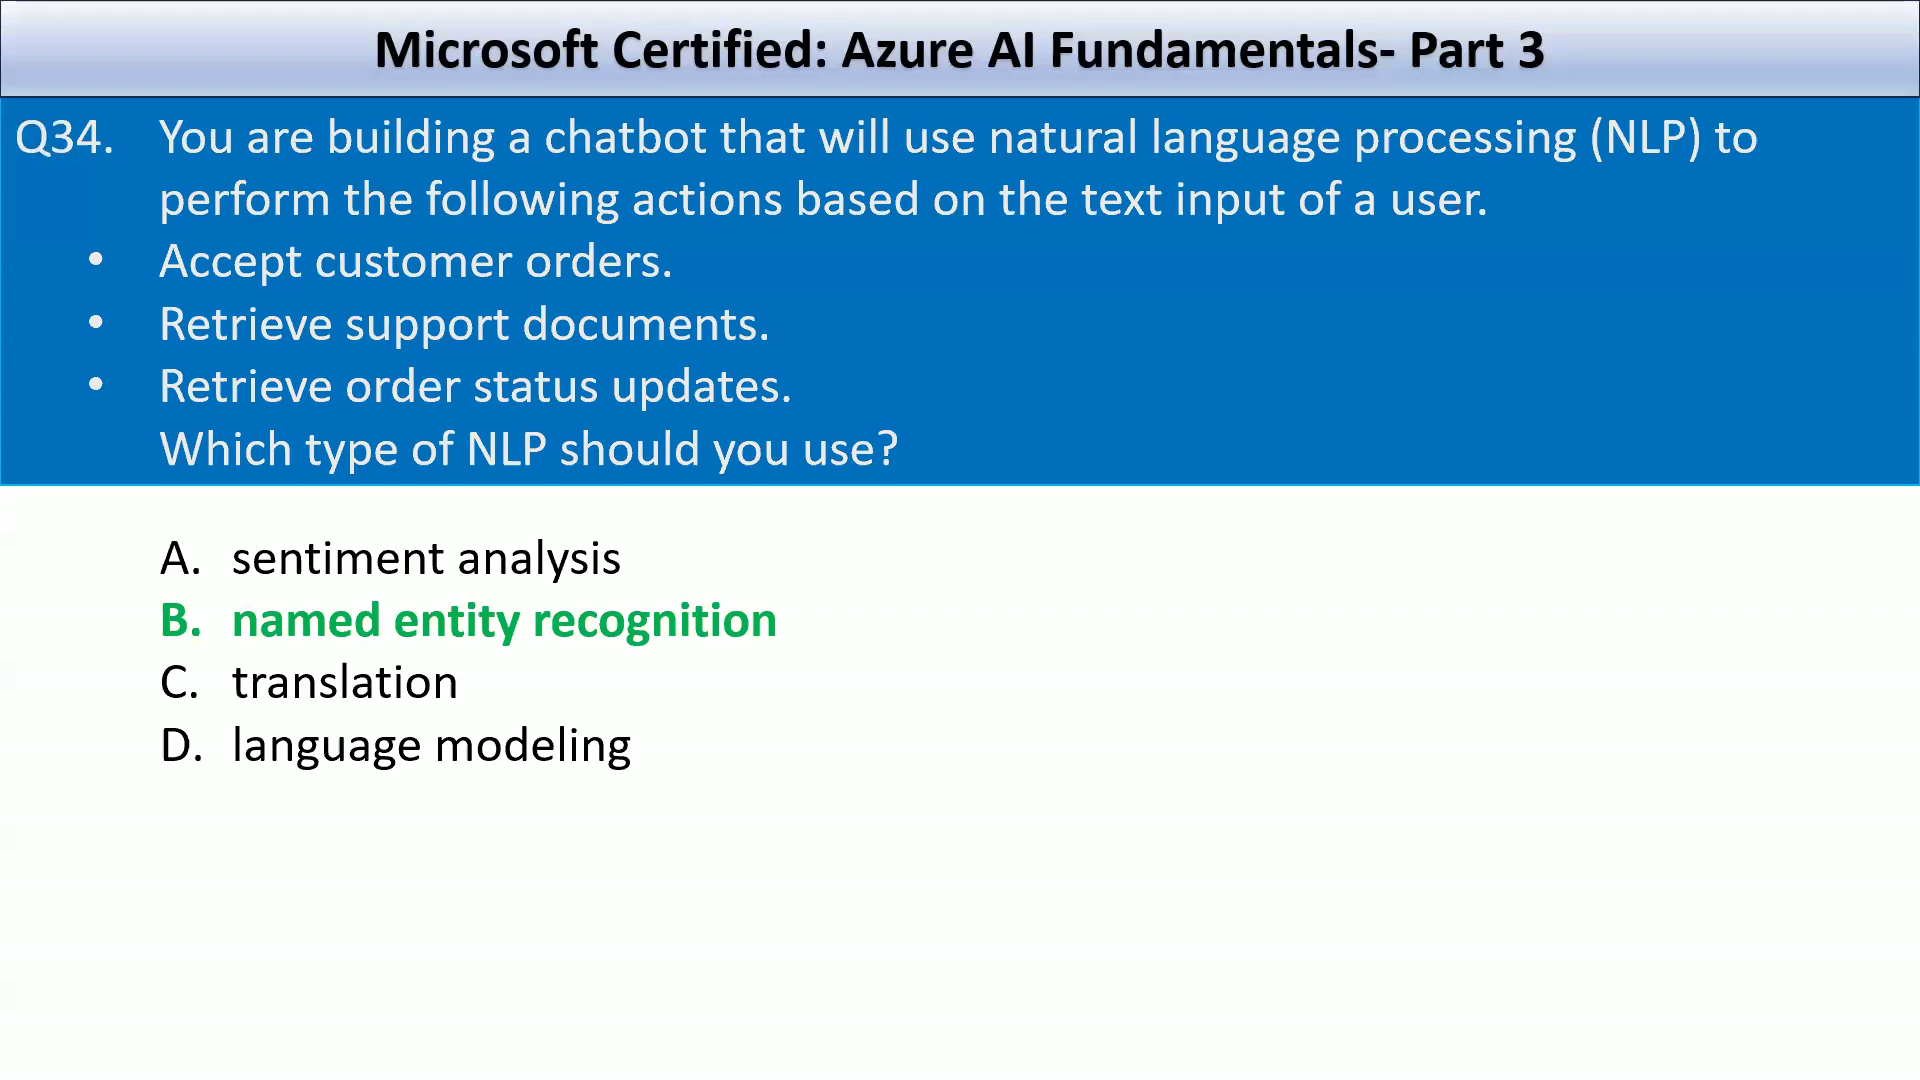 Microsoft Certified: Azure AI Fundamentals- Part 3
Q34. You are building a chatbot that will use natural language processing (NLP) to
perform the following actions based on the text input of a user.
• Accept customer orders.
• Retrieve support documents.
• Retrieve order status updates.
Which type of NLP should you use?
A. sentiment analysis
B. named entity recognition
C. translation
D. language modeling